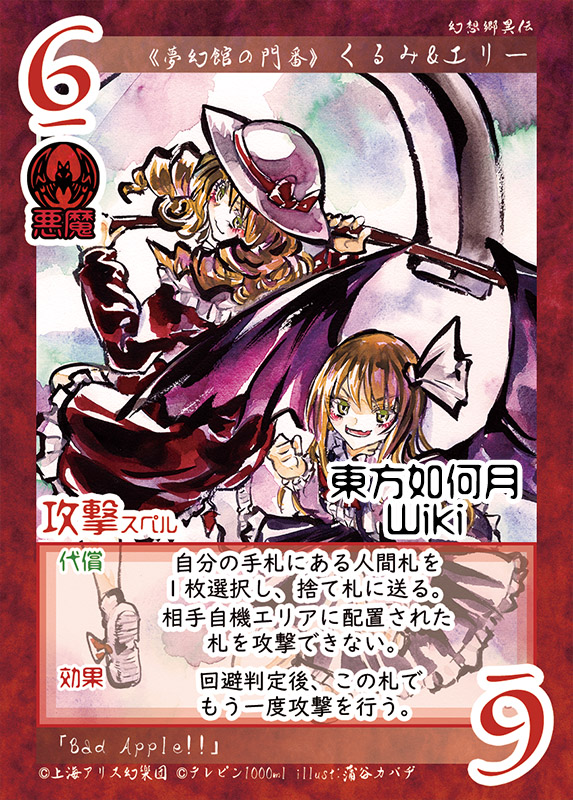 幻想郷異伝
6
《夢幻館の門番》くるみ&エリー
悪魔
東方如何月
Wiki
攻撃スペル
代償
自分の手札にある人間札を
1枚選択し、捨て札に送る。
相手自機エリアに配置された
札を攻撃できない。
効果
回避判定後、この札で
もう一度攻撃を行う。
「Bad Apple!!」
6
©上海アリス幻樂団 ©テレピン1000ml illust:蒲谷カバヂ